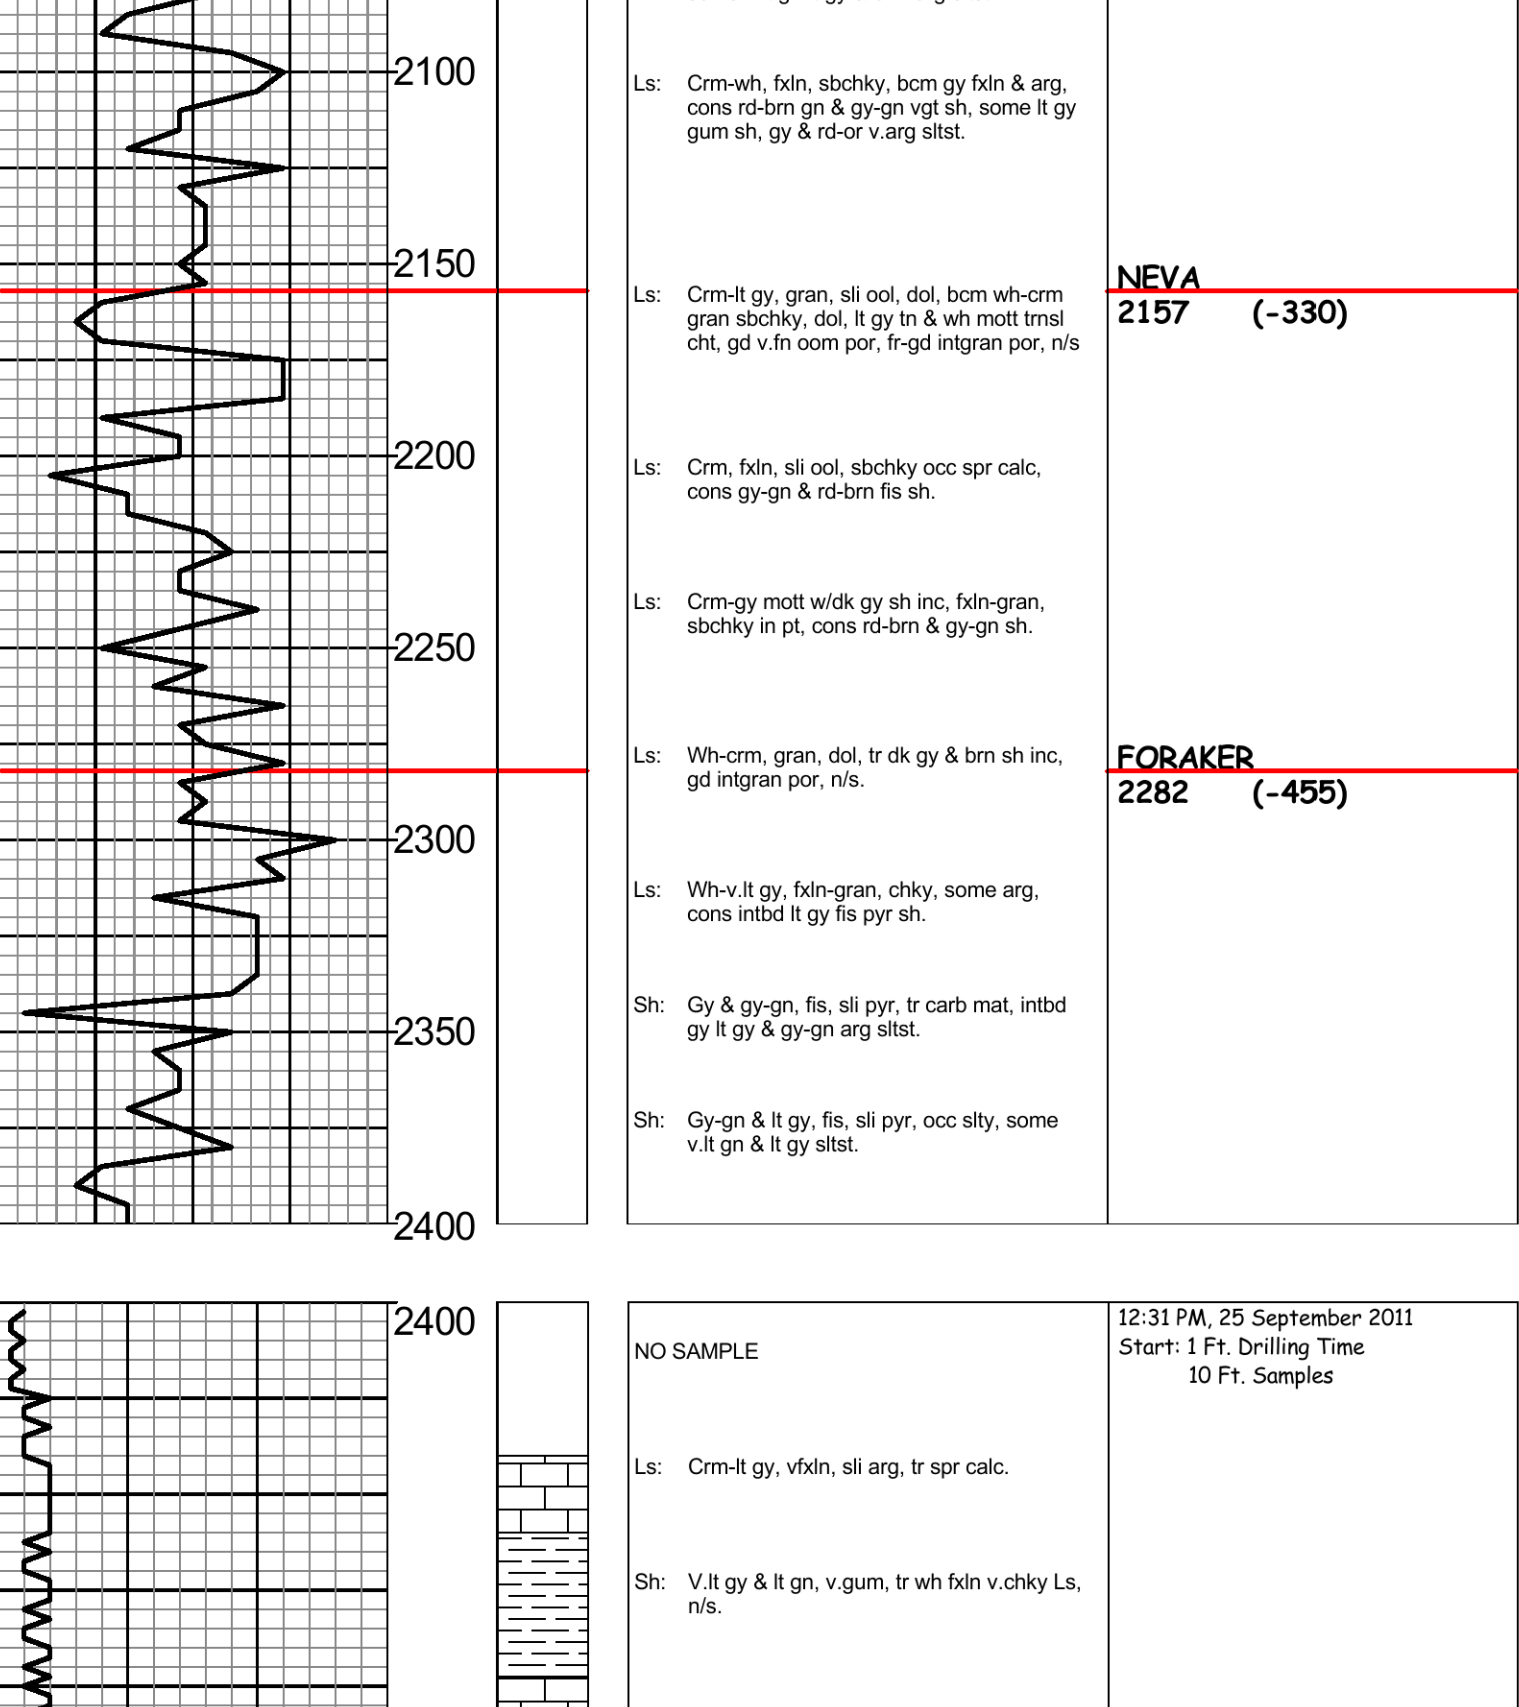 2100
Ls: Crm-wh, fxln, sbchky, bcm gy fxln & arg,
cons rd-brn gn & gy-gn vgt sh, some lt gy
gum sh, gy & rd-or v.arg sltst.
2150
NEVA
2157 (-330)
Ls: Crm-lt gy, gran, sli ool, dol, bcm wh-crm
gran sbchky, dol, lt gy tn & wh mott trnsl
cht, gd v.fn oom por, fr-gd intgran por, n/s
2200
Ls: Crm, fxln, sli ool, sbchky occ spr calc,
cons gy-gn & rd-brn fis sh.
Ls: Crm-gy mott w/dk gy sh inc, fxln-gran,
sbchky in pt, cons rd-brn & gy-gn sh.
2250
Ls: Wh-crm, gran, dol, tr dk gy & brn sh inc,
gd intgran por, n/s.
FORAKER
2282 (-455)
2300
Ls: Wh-v.lt gy, fxln-gran, chky, some arg,
cons intbd lt gy fis pyr sh.
Sh: Gy & gy-gn, fis, sli pyr, tr carb mat, intbd
gy lt gy & gy-gn arg sltst.
2350
Sh: Gy-gn & lt gy, fis, sli pyr, occ slty, some
v.lt gn & lt gy sltst.
2400
2400
12:31 PM, 25 September 2011
Start: 1 Ft. Drilling Time
10 Ft. Samples
NO SAMPLE
Ls: Crm-lt gy, vfxln, sli arg, tr spr calc.
Sh: V.lt gy & lt gn, v.gum, tr wh fxln v.chky Ls,
n/s.